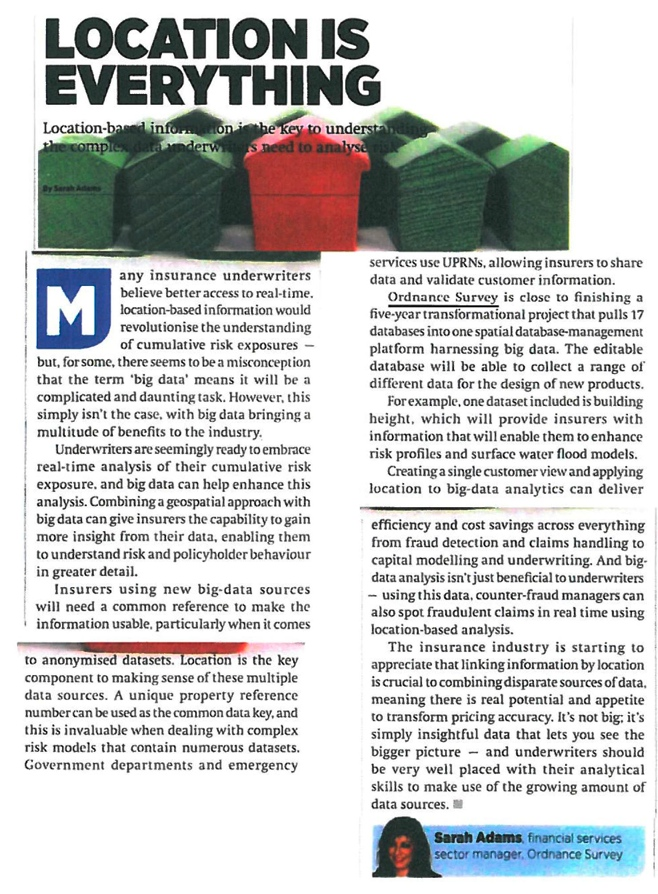 LOCATION IS
EVERYTHING
Location-based information is the key to understanding
the complex data underwriters need to analyse risk
By Sarah Adams
Many insurance underwriters
believe better access to real-time,
location-based information would
revolutionise the understanding
of cumulative risk exposures –
but, for some, there seems to be a misconception
that the term 'big data' means it will be a
complicated and daunting task. However, this
simply isn't the case, with big data bringing a
multitude of benefits to the industry.
Underwriters are seemingly ready to embrace
real-time analysis of their cumulative risk
exposure, and big data can help enhance this
analysis. Combining a geospatial approach with
big data can give insurers the capability to gain
more insight from their data, enabling them
to understand risk and policyholder behaviour
in greater detail.
Insurers using new big-data sources
will need a common reference to make the
information usable, particularly when it comes
to anonymised datasets. Location is the key
component to making sense of these multiple
data sources. A unique property reference
number can be used as the common data key, and
this is invaluable when dealing with complex
risk models that contain numerous datasets.
Government departments and emergency
services use UPRNs, allowing insurers to share
data and validate customer information.
Ordnance Survey is close to finishing a
five-year transformational project that pulls 17
databases into one spatial database-management
platform harnessing big data. The editable
database will be able to collect a range of
different data for the design of new products.
For example, one dataset included is building
height, which will provide insurers with
information that will enable them to enhance
risk profiles and surface water flood models.
Creating a single customer view and applying
location to big-data analytics can deliver
efficiency and cost savings across everything
from fraud detection and claims handling to
capital modelling and underwriting. And big-
data analysis isn't just beneficial to underwriters
– using this data, counter-fraud managers can
also spot fraudulent claims in real time using
location-based analysis.
The insurance industry is starting to
appreciate that linking information by location
is crucial to combining disparate sources of data,
meaning there is real potential and appetite
to transform pricing accuracy. It's not big; it's
simply insightful data that lets you see the
bigger picture – and underwriters should
be very well placed with their analytical
skills to make use of the growing amount of
data sources.
Sarah Adams, financial services
sector manager, Ordnance Survey